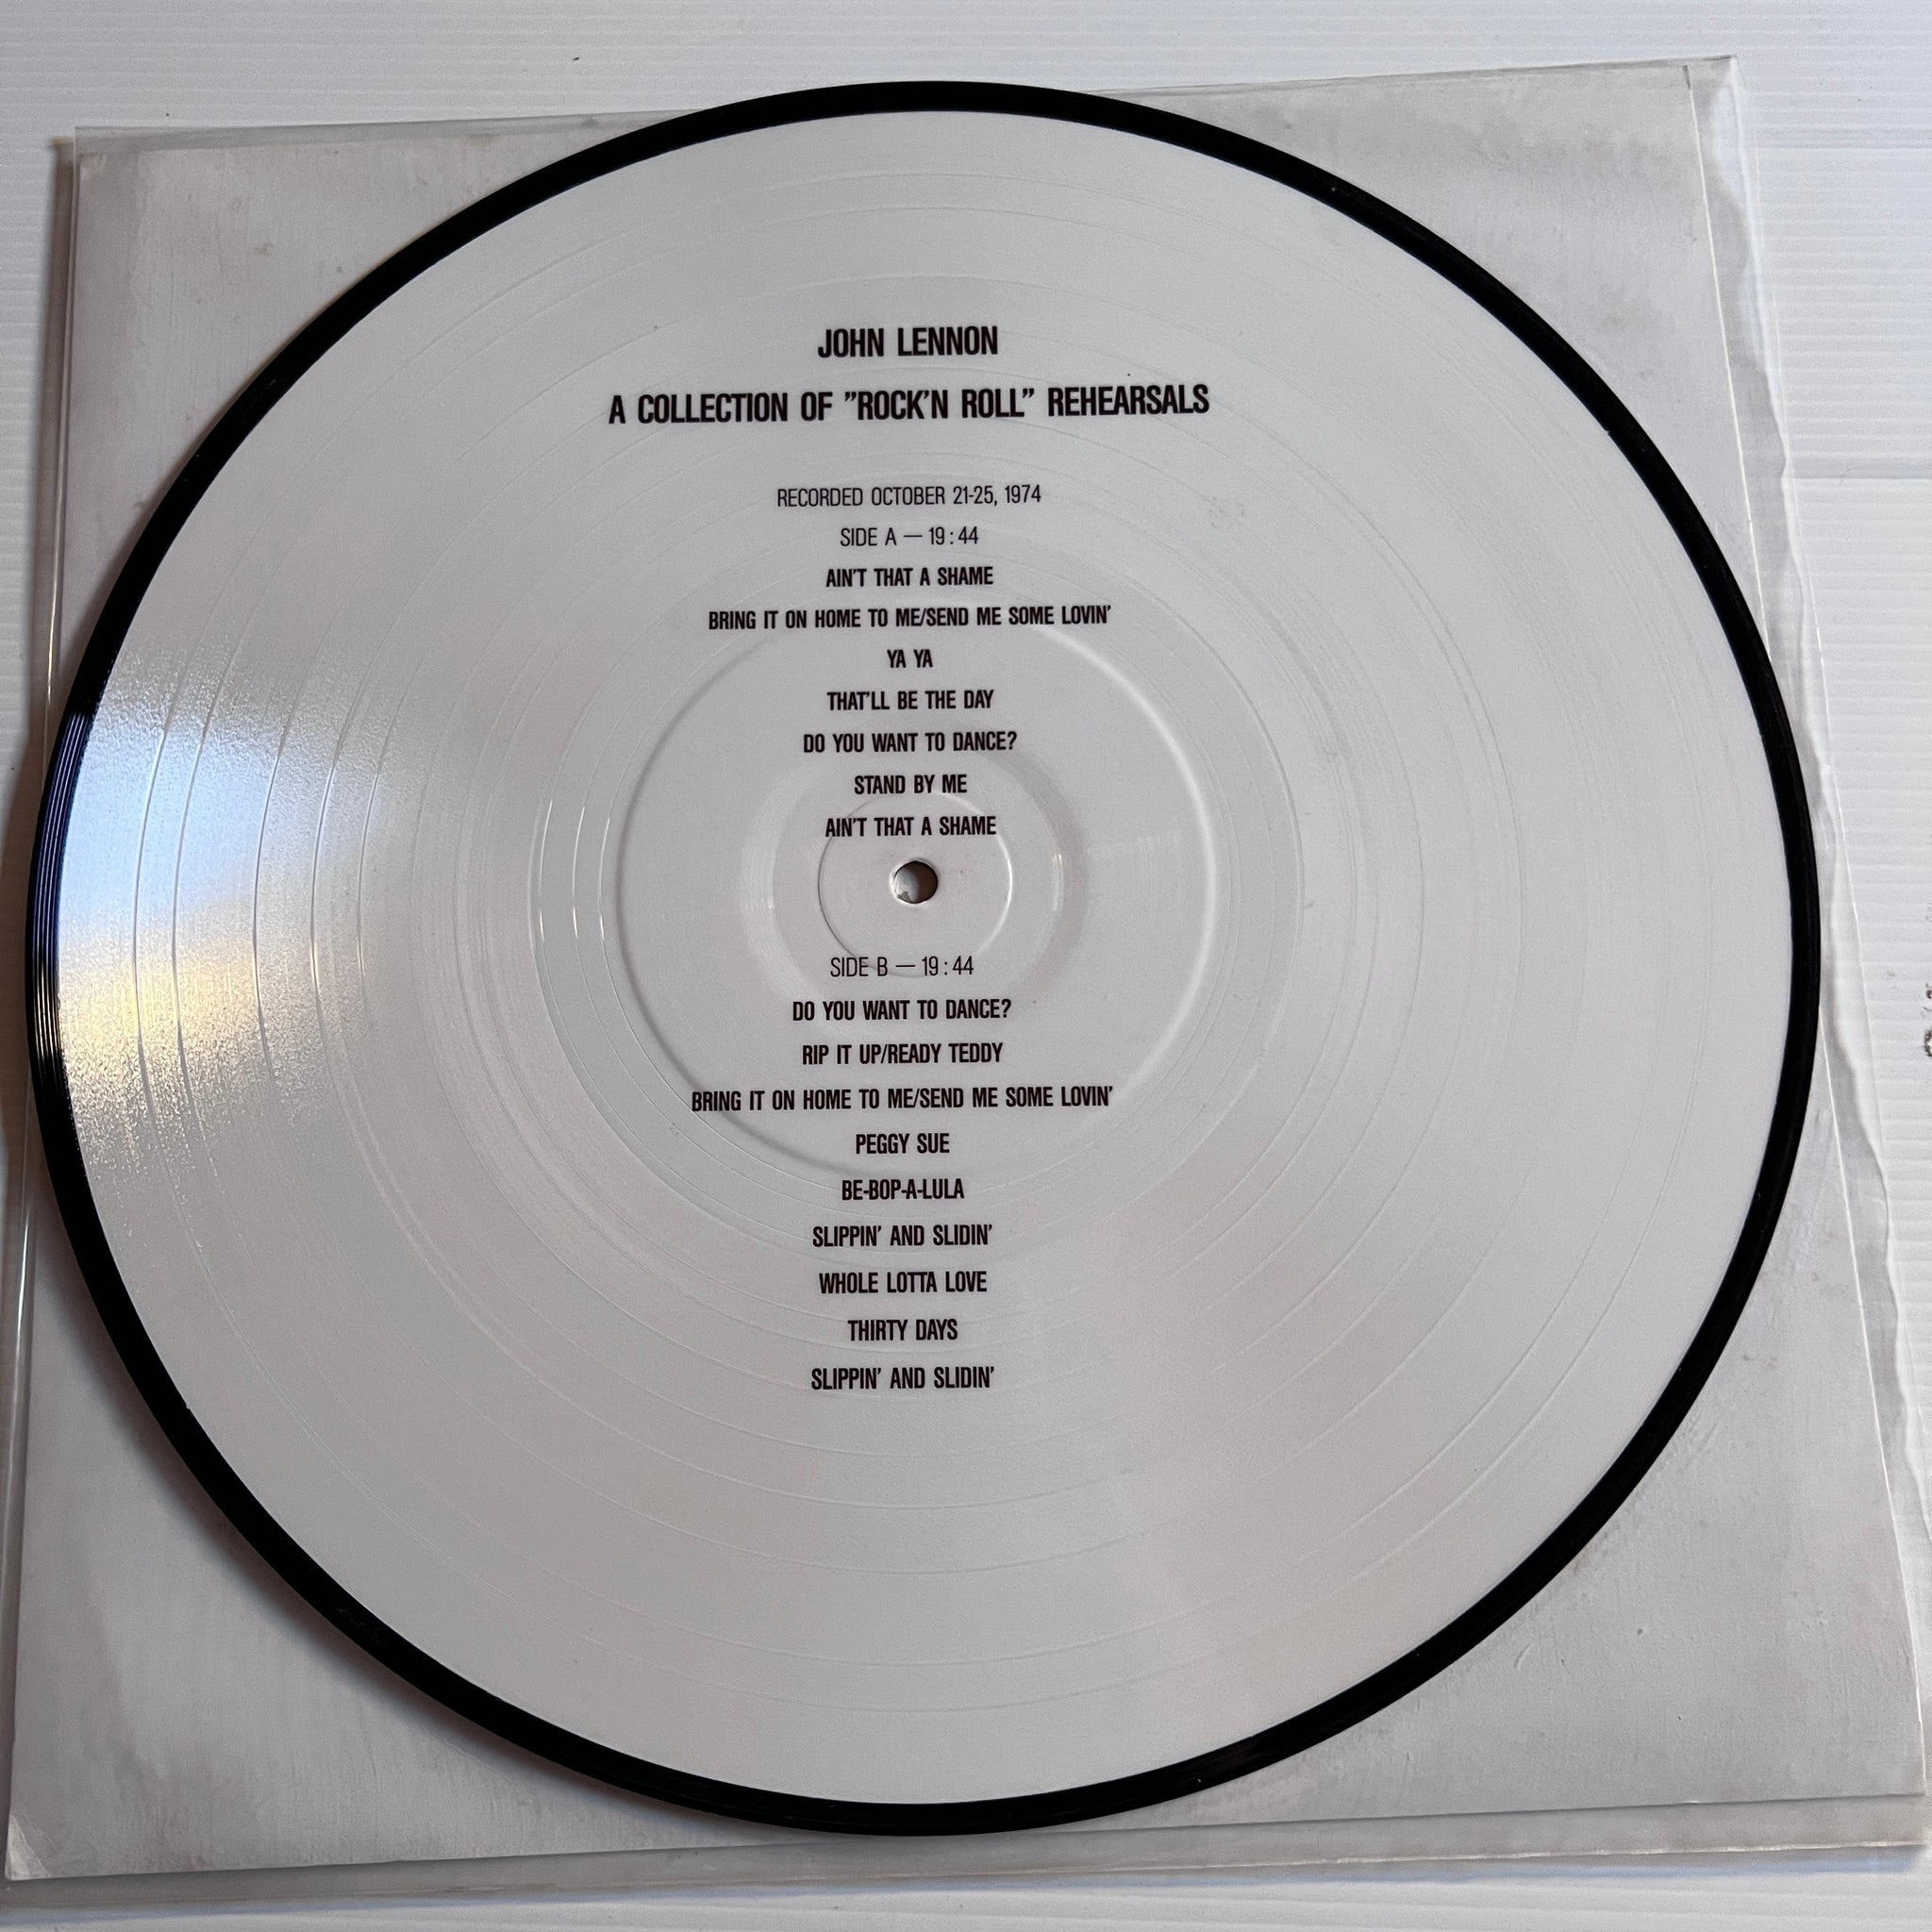 JOHN LENNON
A COLLECTION OF ”ROCK’N ROLL” REHEARSALS
RECORDED OCTOBER 21-25, 1974
SIDE A — 19:44
AIN’T THAT A SHAME
BRING IT ON HOME TO ME/SEND ME SOME LOVIN’
YA YA
THAT’LL BE THE DAY
DO YOU WANT TO DANCE?
STAND BY ME
AIN’T THAT A SHAME
SIDE B — 19:44
DO YOU WANT TO DANCE?
RIP IT UP/READY TEDDY
BRING IT ON HOME TO ME/SEND ME SOME LOVIN’
PEGGY SUE
BE-BOP-A-LULA
SLIPPIN’ AND SLIDIN’
WHOLE LOTTA LOVE
THIRTY DAYS
SLIPPIN’ AND SLIDIN’